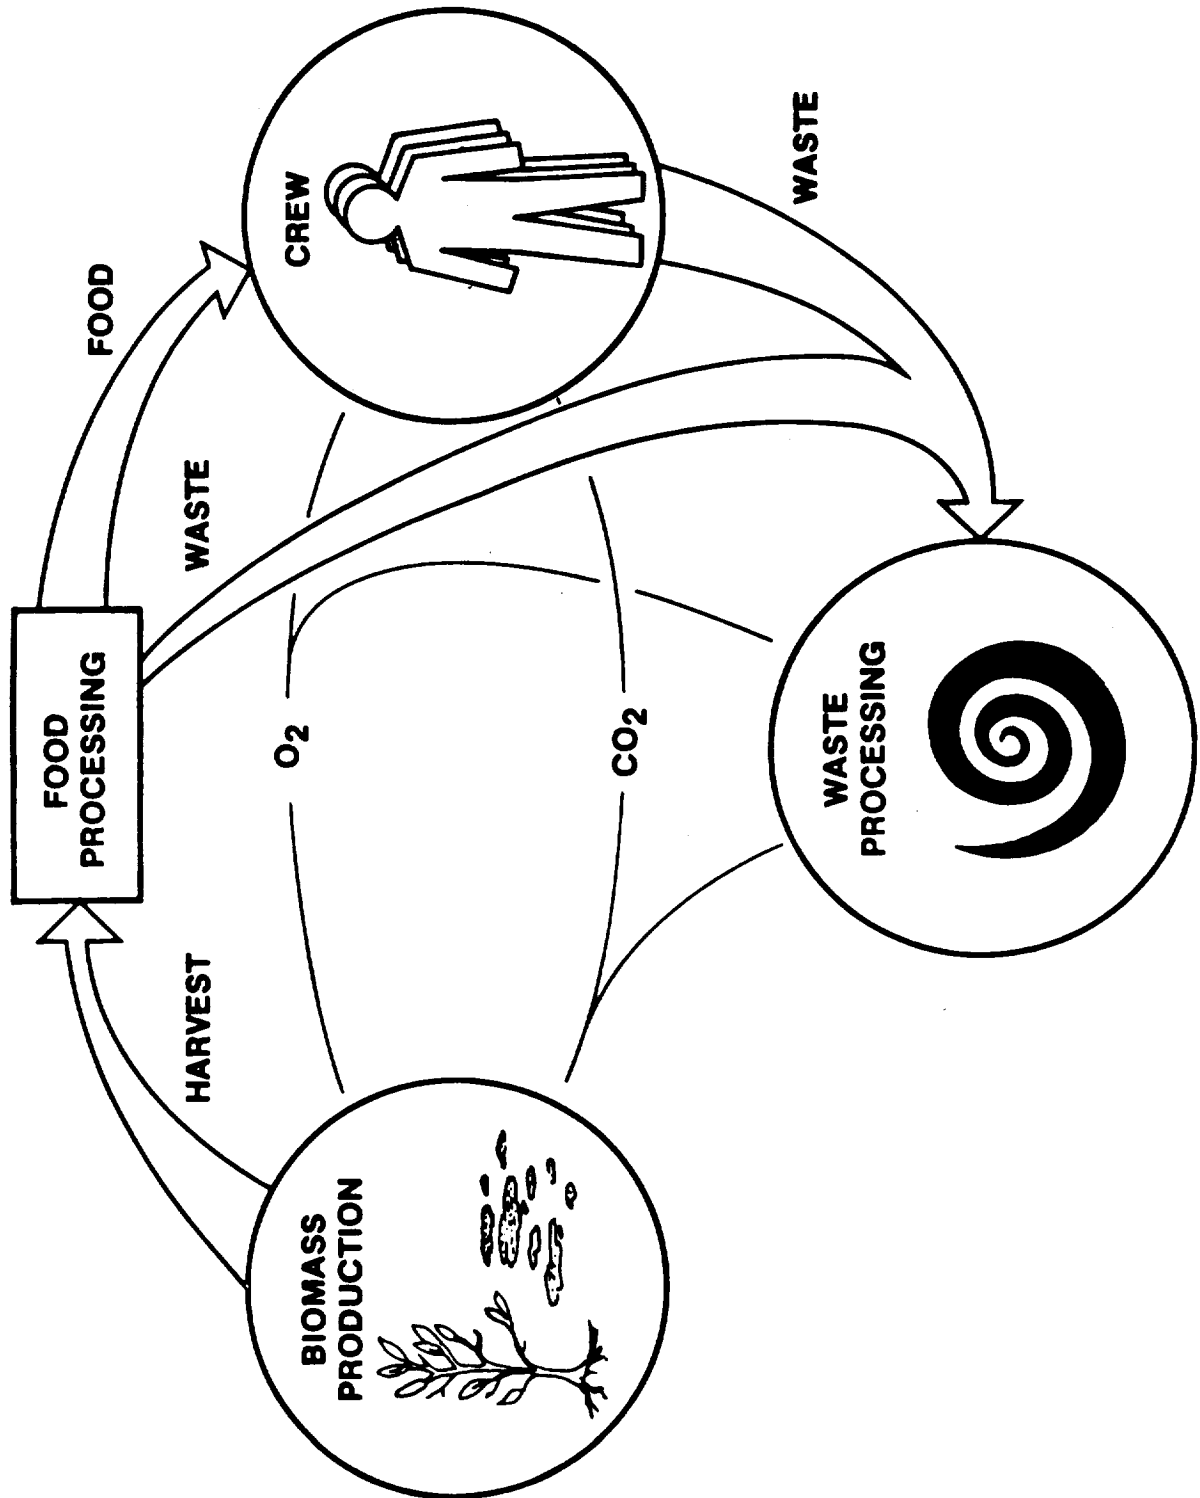 FOOD
PROCESSING
HARVEST
WASTE
FOOD
BIOMASS
PRODUCTION
O2
CREW
CO2
WASTE
PROCESSING
WASTE